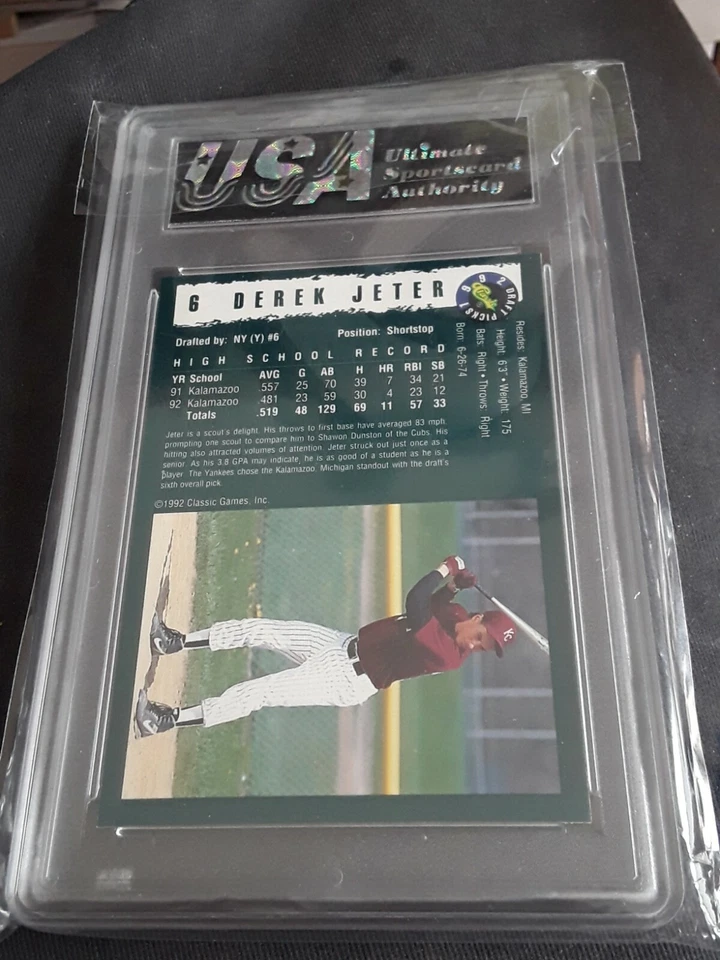 USA Ultimate
Sportscard
Authority
6 DEREK JETER
1992 DRAFT PICKS
Classic
Drafted by: NY (Y) #6 Position: Shortstop
HIGH SCHOOL RECORD
YR School AVG G AB H HR RBI SB
91 Kalamazoo .557 25 70 39 7 34 21
92 Kalamazoo .481 23 59 30 4 23 12
Totals .519 48 129 69 11 57 33
Resides: Kalamazoo, MI
Height: 6'3" • Weight: 175
Bats: Right • Throws: Right
Born: 6-26-74
Jeter is a scout's delight. His throws to first base have averaged 83 mph,
prompting one scout to compare him to Shawon Dunston of the Cubs. His
hitting also attracted volumes of attention. Jeter struck out just once as a
senior. As his 3.8 GPA may indicate, he is as good of a student as he is a
player. The Yankees chose the Kalamazoo, Michigan standout with the draft's
sixth overall pick.
©1992 Classic Games, Inc.
KC